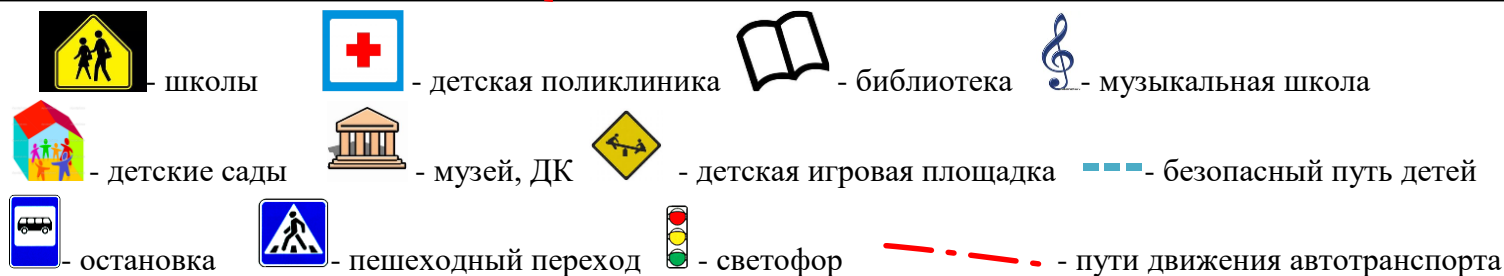 - школы - детская поликлиника - библиотека - музыкальная школа
- детские сады - музей, ДК - детская игровая площадка - безопасный путь детей
- остановка - пешеходный переход - светофор - пути движения автотранспорта